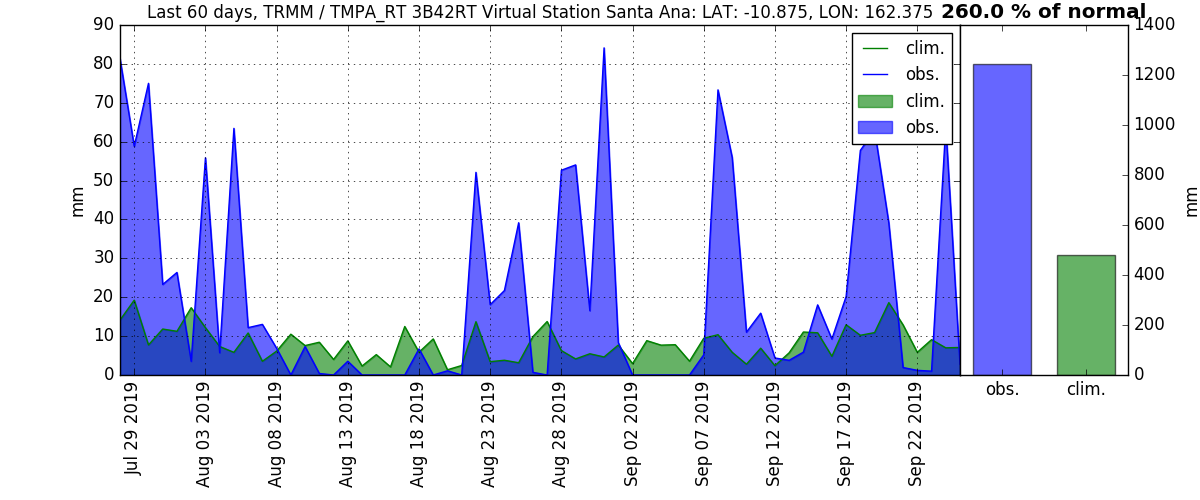 Last 60 days, TRMM / TMPA_RT 3B42RT Virtual Station Santa Ana: LAT: -10.875, LON: 162.375 260.0 % of normal
90
80
70
60
50
40
30
20
10
0
mm
clim.
obs.
clim.
obs.
1400
1200
1000
800
600
400
200
0
mm
Jul 29 2019
Aug 03 2019
Aug 08 2019
Aug 13 2019
Aug 18 2019
Aug 23 2019
Aug 28 2019
Sep 02 2019
Sep 07 2019
Sep 12 2019
Sep 17 2019
Sep 22 2019
obs.
clim.